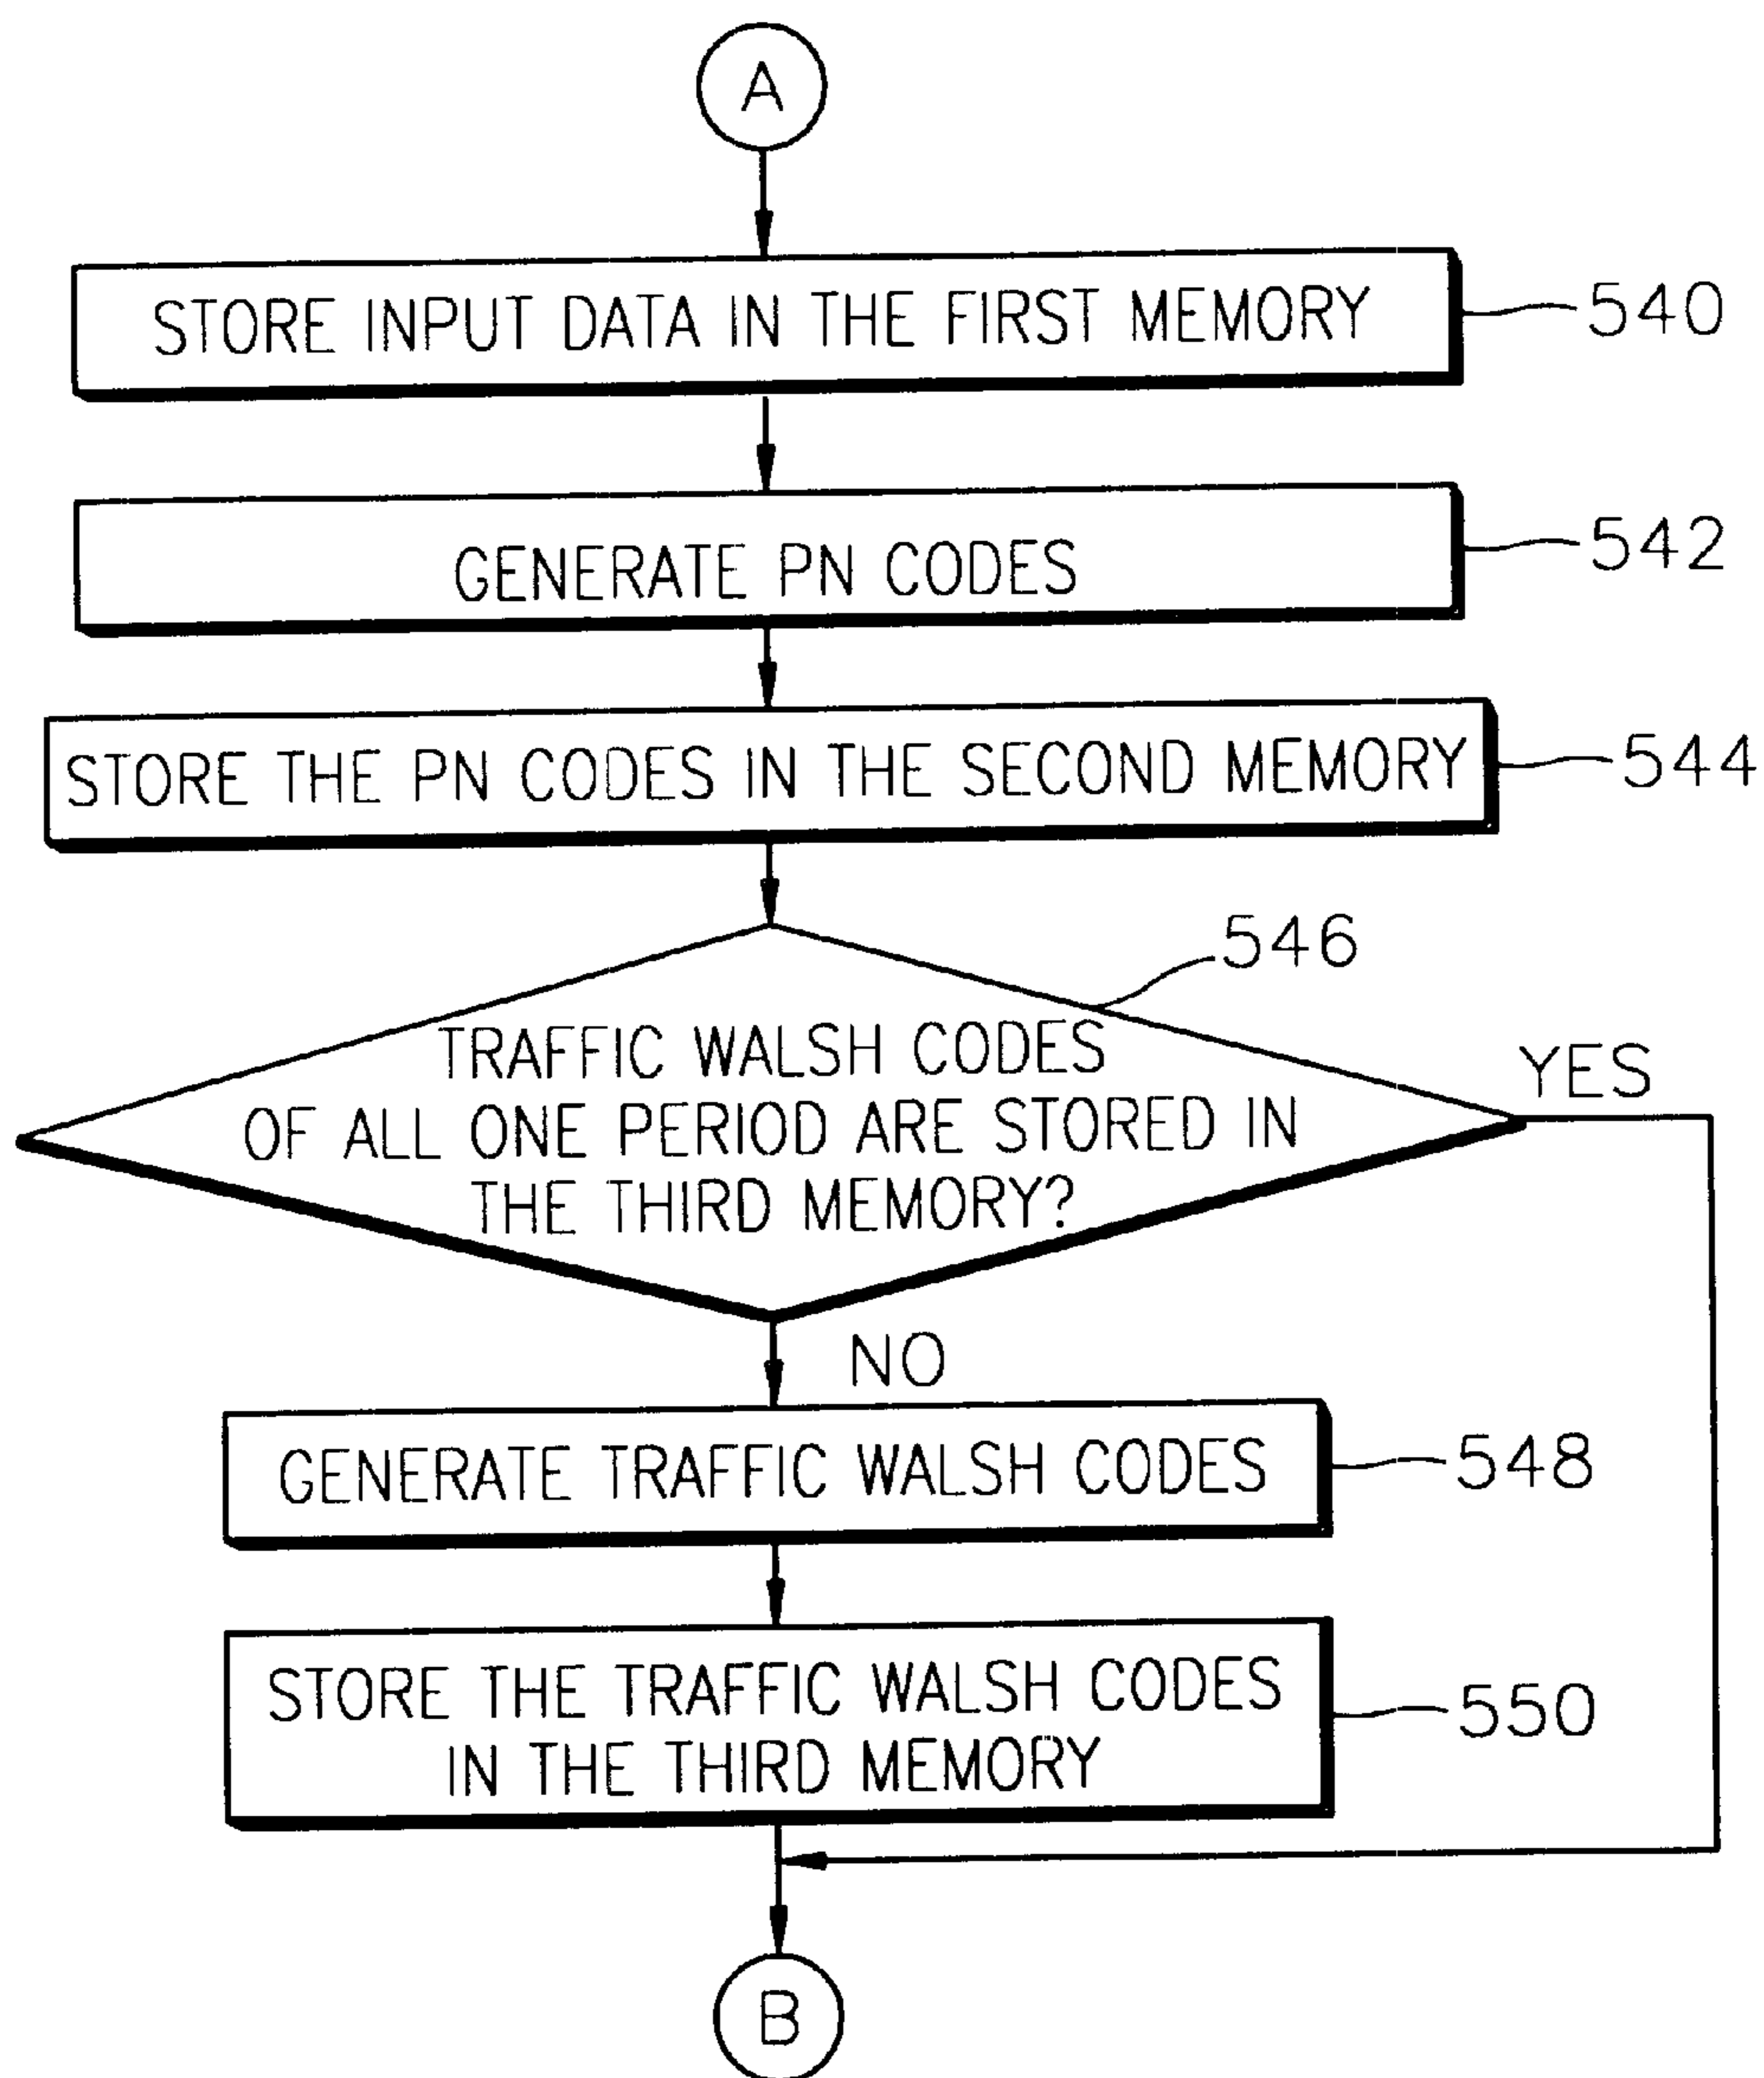 A
STORE INPUT DATA IN THE FIRST MEMORY
540
GENERATE PN CODES
542
STORE THE PN CODES IN THE SECOND MEMORY
544
546
TRAFFIC WALSH CODES
OF ALL ONE PERIOD ARE STORED IN
THE THIRD MEMORY?
YES
NO
GENERATE TRAFFIC WALSH CODES
548
STORE THE TRAFFIC WALSH CODES
IN THE THIRD MEMORY
550
B